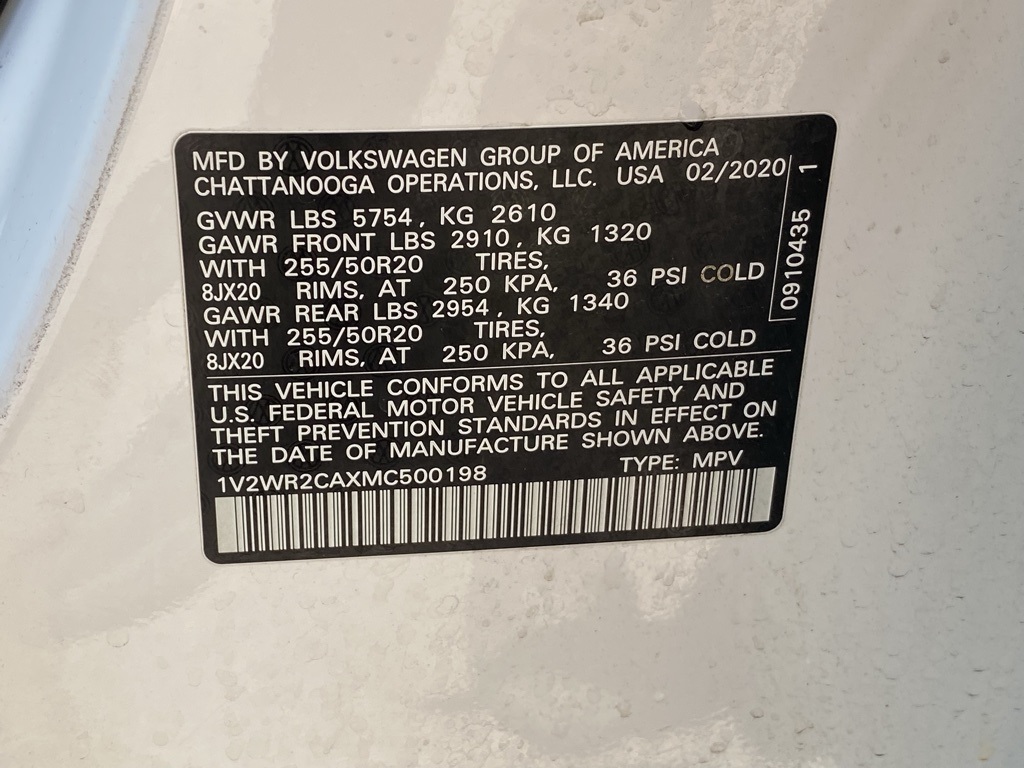 MFD BY VOLKSWAGEN GROUP OF AMERICA
CHATTANOOGA OPERATIONS, LLC. USA 02/2020
GVWR LBS 5754, KG 2610
GAWR FRONT LBS 2910, KG 1320
WITH 255/50R20 TIRES,
8JX20 RIMS, AT 250 KPA, 36 PSI COLD
GAWR REAR LBS 2954, KG 1340
WITH 255/50R20 TIRES,
8JX20 RIMS, AT 250 KPA, 36 PSI COLD
0910435 1
THIS VEHICLE CONFORMS TO ALL APPLICABLE
U.S. FEDERAL MOTOR VEHICLE SAFETY AND
THEFT PREVENTION STANDARDS IN EFFECT ON
THE DATE OF MANUFACTURE SHOWN ABOVE.
1V2WR2CAXMC500198 TYPE: MPV